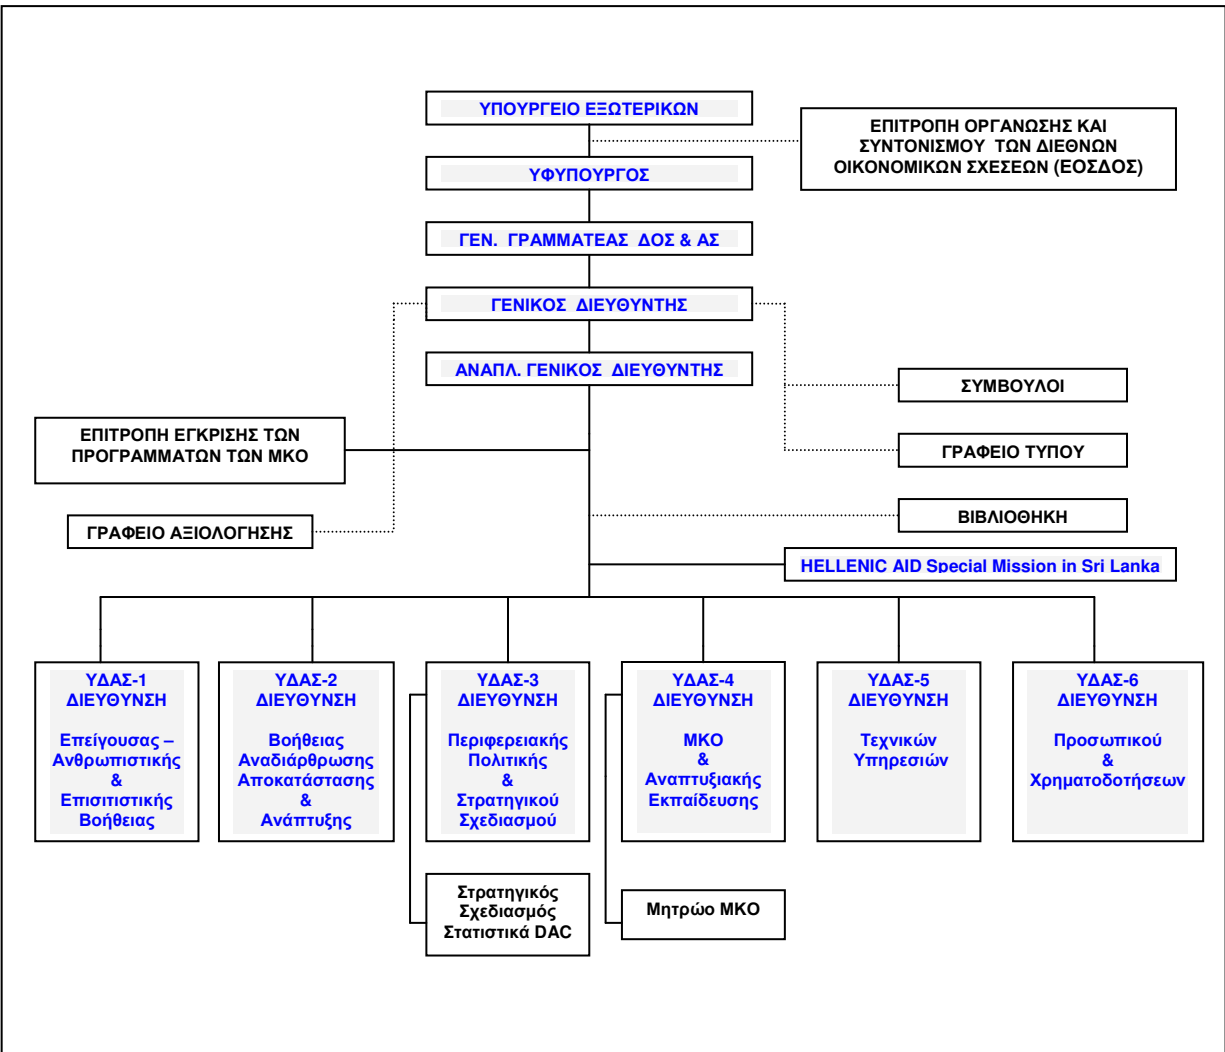 ΥΠΟΥΡΓΕΙΟ ΕΞΩΤΕΡΙΚΩΝ
ΕΠΙΤΡΟΠΗ ΟΡΓΑΝΩΣΗΣ ΚΑΙ
ΣΥΝΤΟΝΙΣΜΟΥ ΤΩΝ ΔΙΕΘΝΩΝ
ΟΙΚΟΝΟΜΙΚΩΝ ΣΧΕΣΕΩΝ (ΕΟΣΔΟΣ)
ΥΦΥΠΟΥΡΓΟΣ
ΓΕΝ. ΓΡΑΜΜΑΤΕΑΣ ΔΟΣ & ΑΣ
ΓΕΝΙΚΟΣ ΔΙΕΥΘΥΝΤΗΣ
ΑΝΑΠΛ. ΓΕΝΙΚΟΣ ΔΙΕΥΘΥΝΤΗΣ
ΣΥΜΒΟΥΛΟΙ
ΕΠΙΤΡΟΠΗ ΕΓΚΡΙΣΗΣ ΤΩΝ
ΠΡΟΓΡΑΜΜΑΤΩΝ ΤΩΝ ΜΚΟ
ΓΡΑΦΕΙΟ ΤΥΠΟΥ
ΒΙΒΛΙΟΘΗΚΗ
ΓΡΑΦΕΙΟ ΑΞΙΟΛΟΓΗΣΗΣ
HELLENIC AID Special Mission in Sri Lanka
ΥΔΑΣ-1
ΔΙΕΥΘΥΝΣΗ
Επείγουσας –
Ανθρωπιστικής
&
Επισιτιστικής
Βοήθειας
ΥΔΑΣ-2
ΔΙΕΥΘΥΝΣΗ
Βοήθειας
Αναδιάρθρωσης
Αποκατάστασης
&
Ανάπτυξης
ΥΔΑΣ-3
ΔΙΕΥΘΥΝΣΗ
Περιφερειακής
Πολιτικής
&
Στρατηγικού
Σχεδιασμού
ΥΔΑΣ-4
ΔΙΕΥΘΥΝΣΗ
ΜΚΟ
&
Αναπτυξιακής
Εκπαίδευσης
ΥΔΑΣ-5
ΔΙΕΥΘΥΝΣΗ
Τεχνικών
Υπηρεσιών
ΥΔΑΣ-6
ΔΙΕΥΘΥΝΣΗ
Προσωπικού
&
Χρηματοδοτήσεων
Στρατηγικός
Σχεδιασμός
Στατιστικά DAC
Μητρώο ΜΚΟ